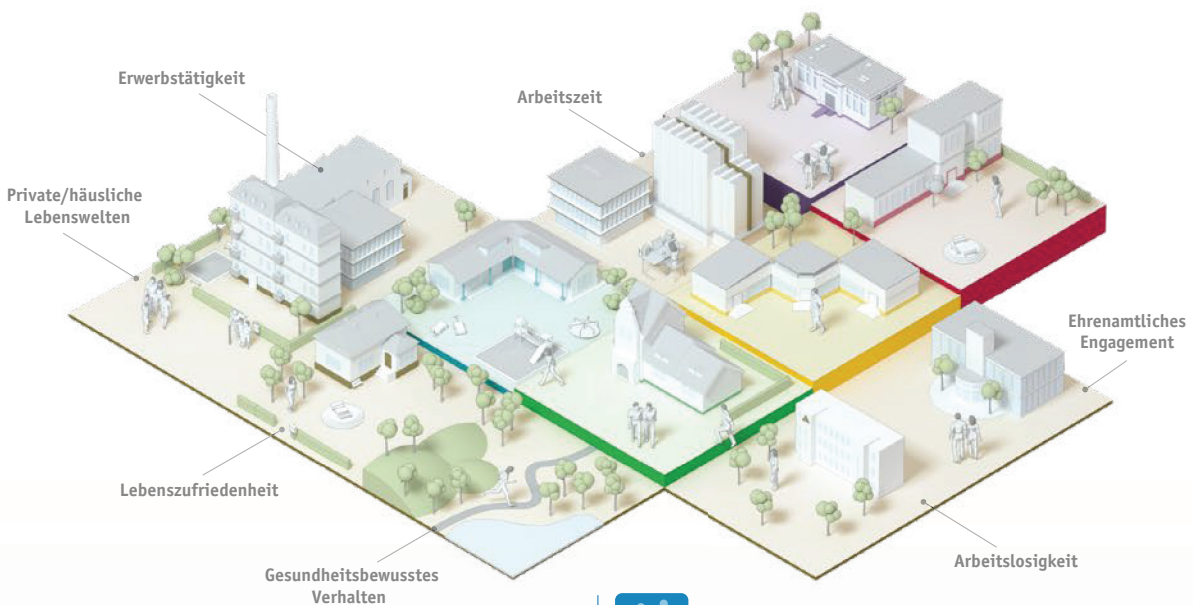 Erwerbstätigkeit
Arbeitszeit
Private/häusliche
Lebenswelten
Ehrenamtliches
Engagement
Lebenszufriedenheit
Arbeitslosigkeit
Gesundheitsbewusstes
Verhalten